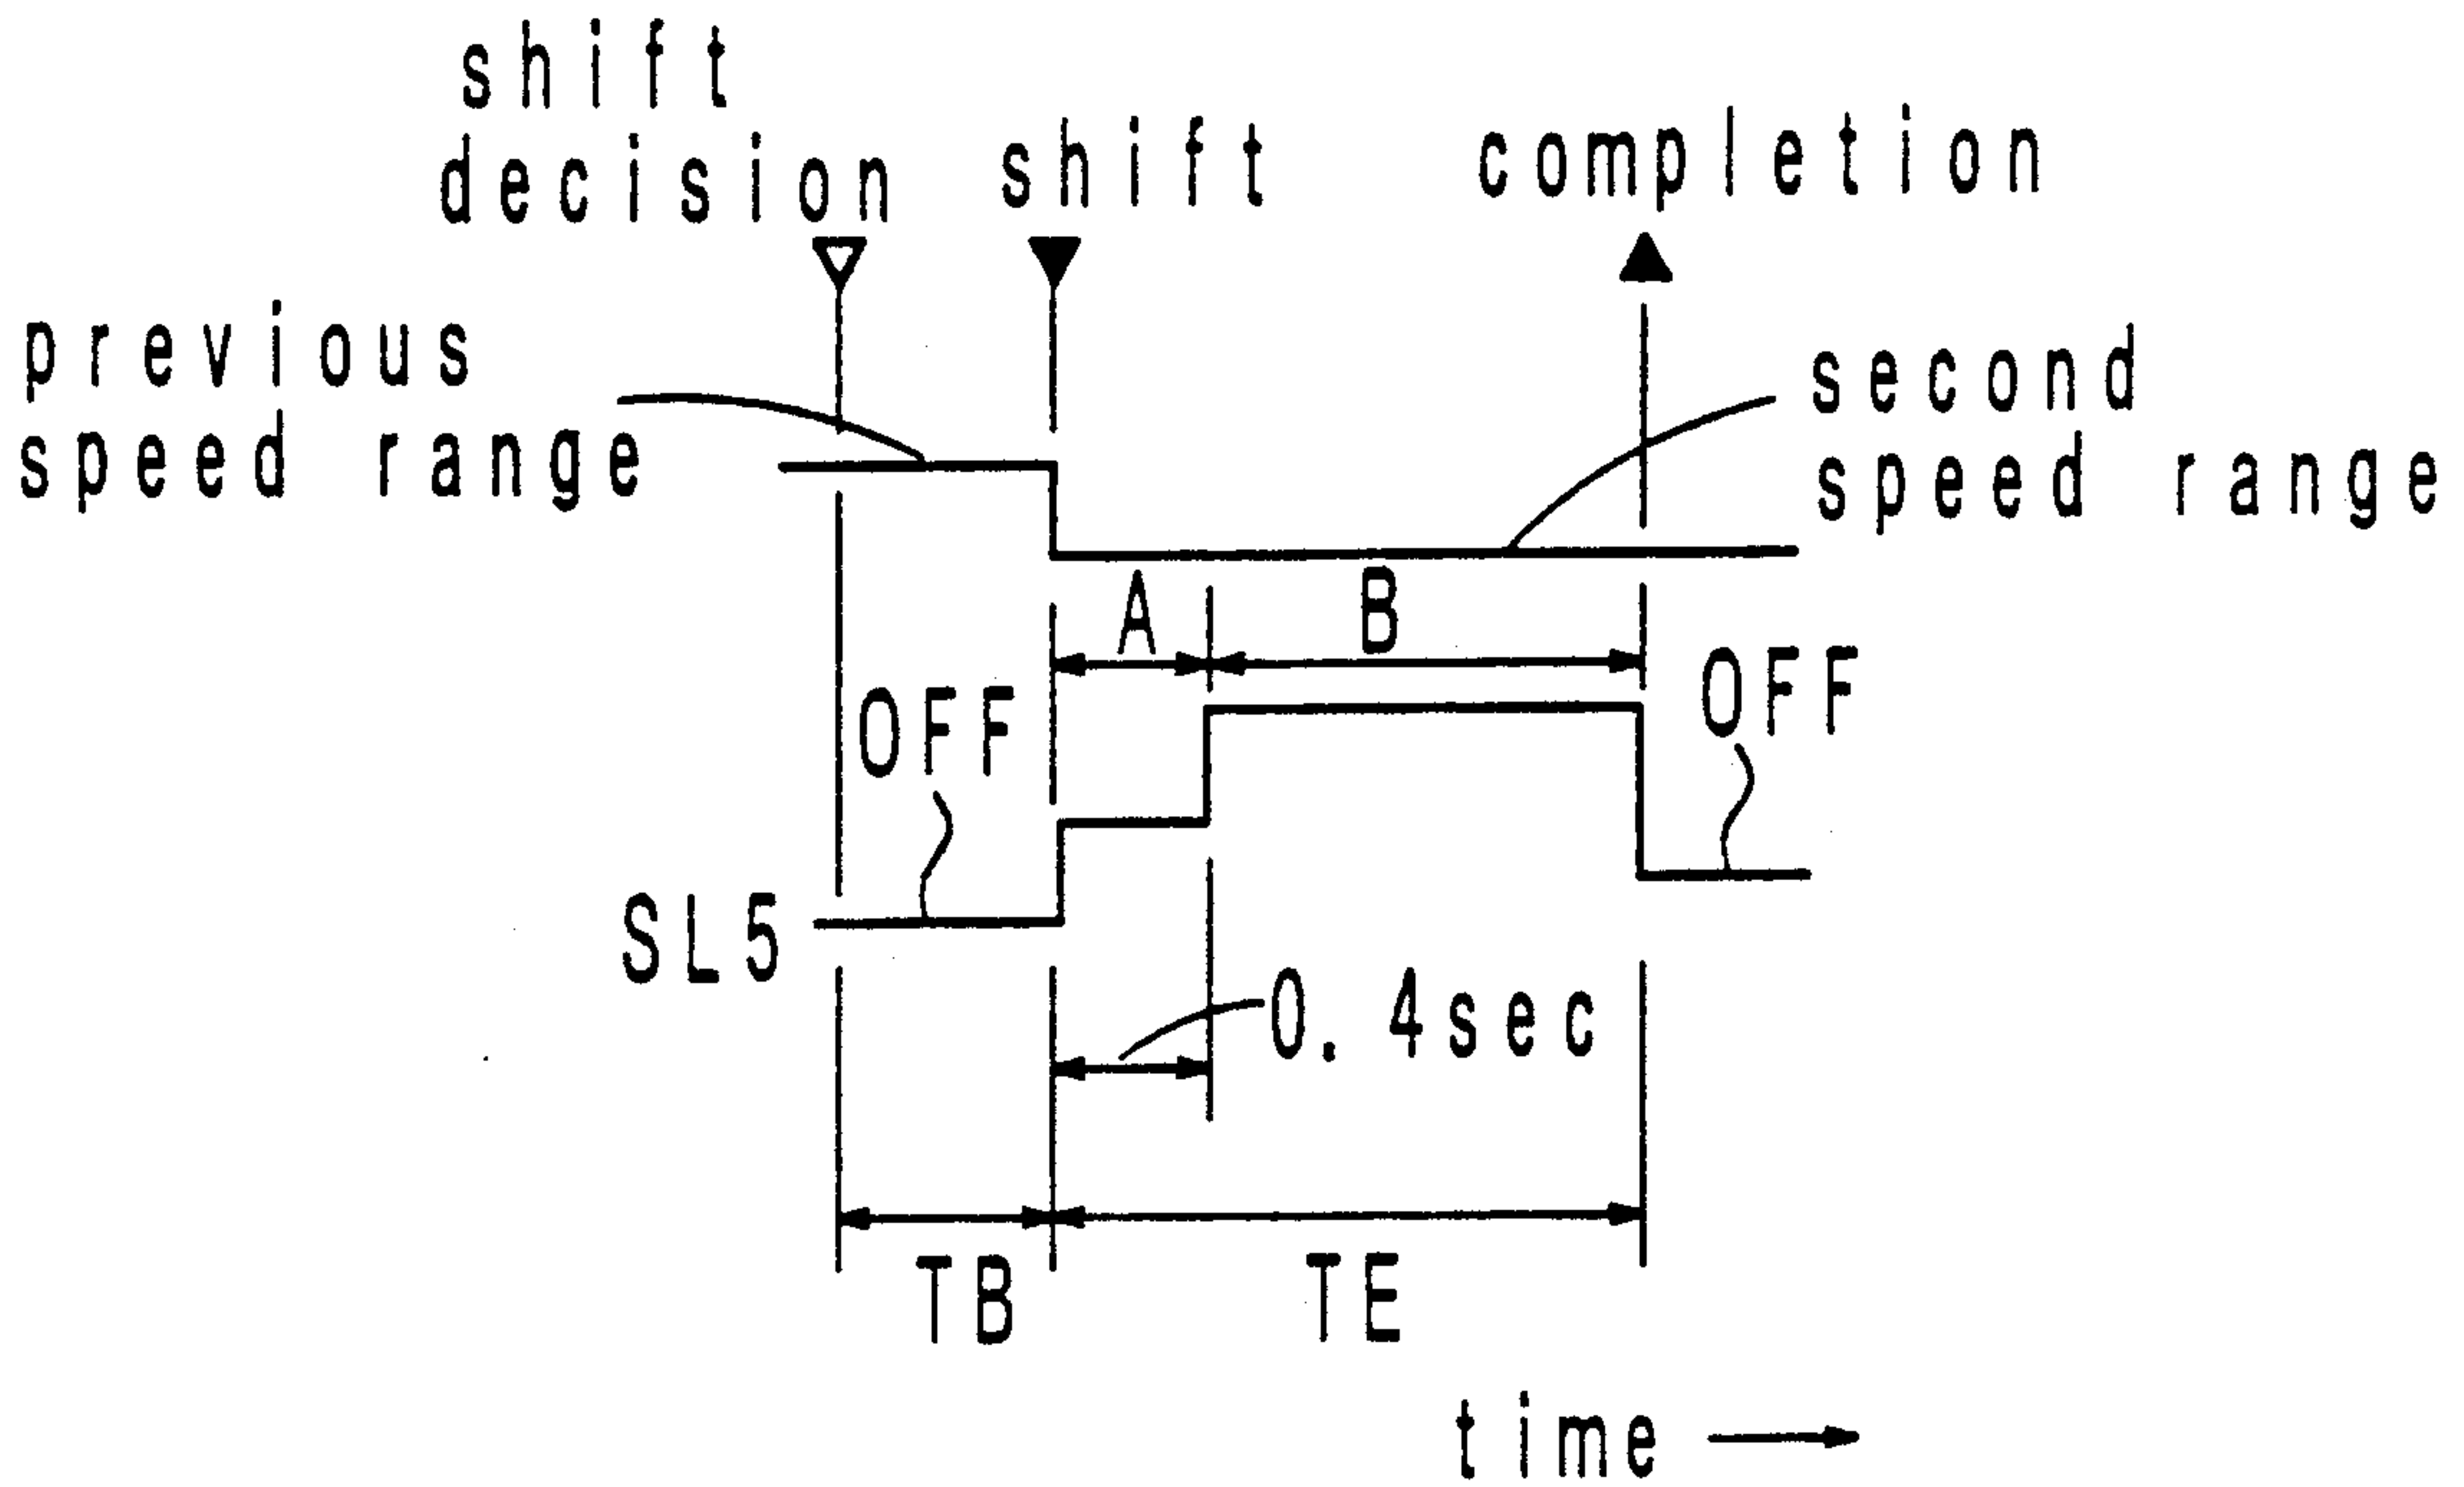 shift
decision
shift
completion
previous
speed range
second
speed range
A
B
OFF
OFF
SL5
0.4sec
TB
TE
time